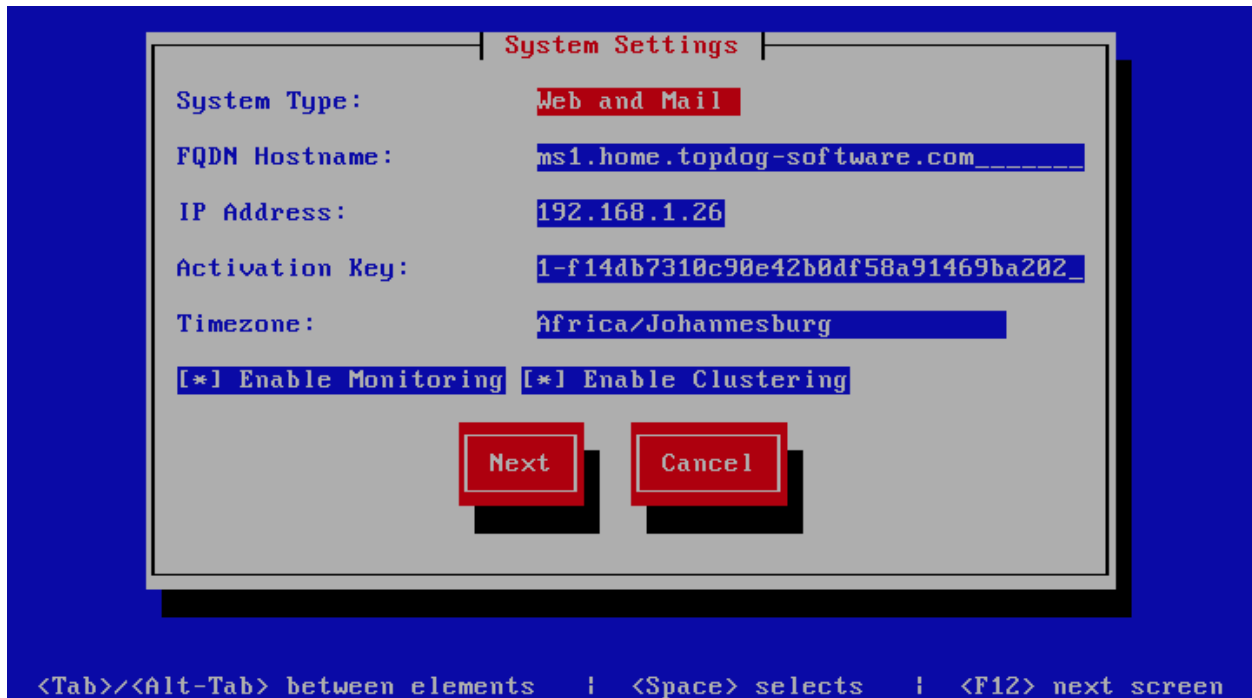 System Settings
System Type: Web and Mail
FQDN Hostname: ms1.home.topdog-software.com_______
IP Address: 192.168.1.26
Activation Key: 1-f14db7310c90e42b0df58a91469ba202_
Timezone: Africa/Johannesburg
[*] Enable Monitoring [*] Enable Clustering
Next Cancel
<Tab>/<Alt-Tab> between elements | <Space> selects | <F12> next screen